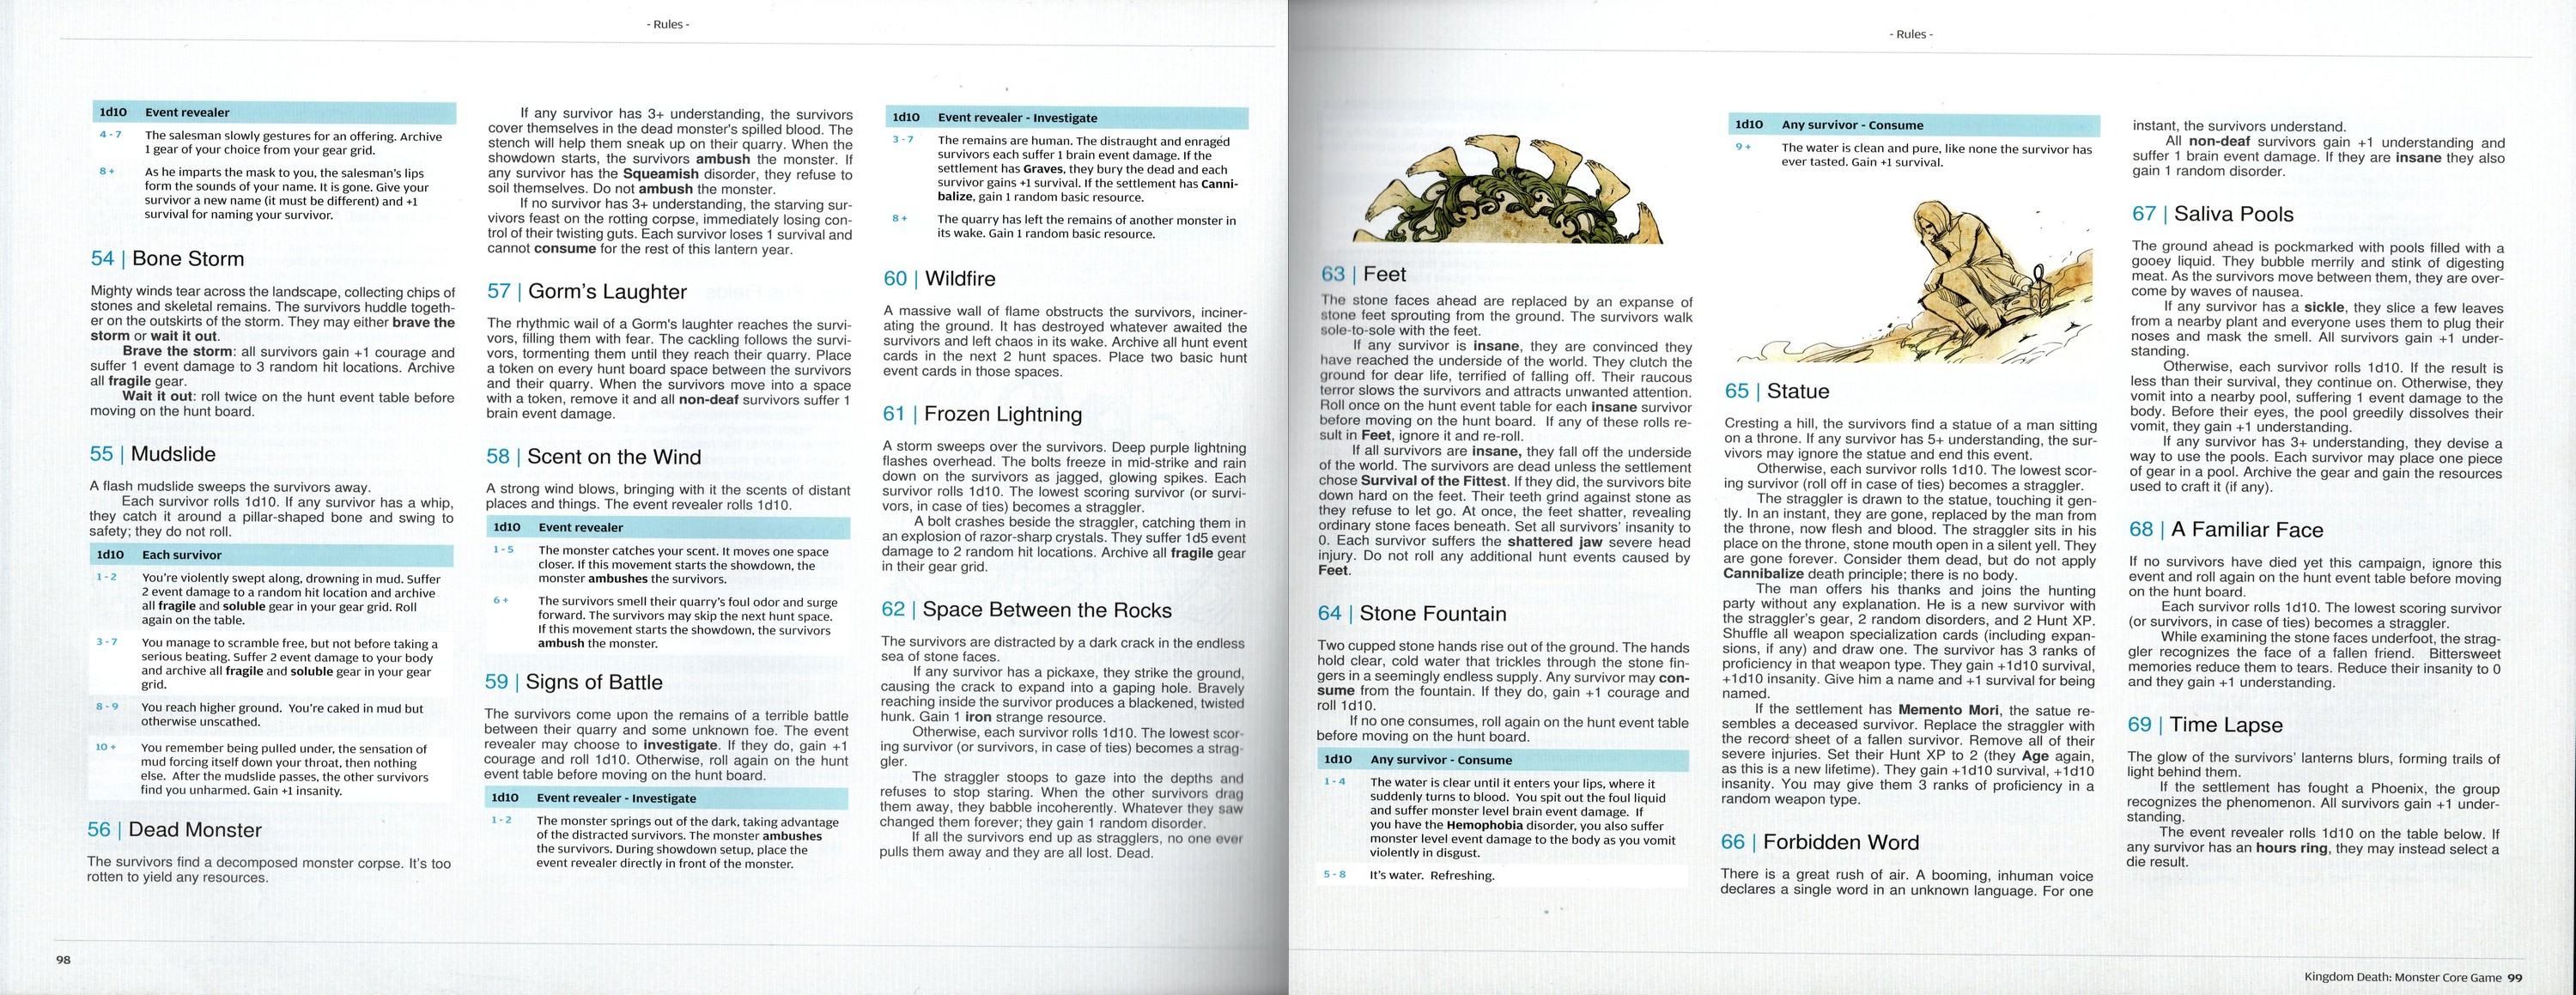 - Rules -
1d10 Event revealer
4 - 7 The salesman slowly gestures for an offering. Archive
1 gear of your choice from your gear grid.
8 + As he imparts the mask to you, the salesman's lips
form the sounds of your name. It is gone. Give your
survivor a new name (it must be different) and +1
survival for naming your survivor.
54 | Bone Storm
Mighty winds tear across the landscape, collecting chips of
stones and skeletal remains. The survivors huddle togeth-
er on the outskirts of the storm. They may either brave the
storm or wait it out.
Brave the storm: all survivors gain +1 courage and
suffer 1 event damage to 3 random hit locations. Archive
all fragile gear.
Wait it out: roll twice on the hunt event table before
moving on the hunt board.
55 | Mudslide
A flash mudslide sweeps the survivors away.
Each survivor rolls 1d10. If any survivor has a whip,
they catch it around a pillar-shaped bone and swing to
safety; they do not roll.
1d10 Each survivor
1 - 2 You're violently swept along, drowning in mud. Suffer
2 event damage to a random hit location and archive
all fragile and soluble gear in your gear grid. Roll
again on the table.
3 - 7 You manage to scramble free, but not before taking a
serious beating. Suffer 2 event damage to your body
and archive all fragile and soluble gear in your gear
grid.
8 - 9 You reach higher ground. You're caked in mud but
otherwise unscathed.
10 + You remember being pulled under, the sensation of
mud forcing itself down your throat, then nothing
else. After the mudslide passes, the other survivors
find you unharmed. Gain +1 insanity.
56 | Dead Monster
The survivors find a decomposed monster corpse. It's too
rotten to yield any resources.
If any survivor has 3+ understanding, the survivors
cover themselves in the dead monster's spilled blood. The
stench will help them sneak up on their quarry. When the
showdown starts, the survivors ambush the monster. If
any survivor has the Squeamish disorder, they refuse to
soil themselves. Do not ambush the monster.
If no survivor has 3+ understanding, the starving sur-
vivors feast on the rotting corpse, immediately losing con-
trol of their twisting guts. Each survivor loses 1 survival and
cannot consume for the rest of this lantern year.
57 | Gorm's Laughter
The rhythmic wail of a Gorm's laughter reaches the survi-
vors, filling them with fear. The cackling follows the survi-
vors, tormenting them until they reach their quarry. Place
a token on every hunt board space between the survivors
and their quarry. When the survivors move into a space
with a token, remove it and all non-deaf survivors suffer 1
brain event damage.
58 | Scent on the Wind
A strong wind blows, bringing with it the scents of distant
places and things. The event revealer rolls 1d10.
1d10 Event revealer
1 - 5 The monster catches your scent. It moves one space
closer. If this movement starts the showdown, the
monster ambushes the survivors.
6 + The survivors smell their quarry's foul odor and surge
forward. The survivors may skip the next hunt space.
If this movement starts the showdown, the survivors
ambush the monster.
59 | Signs of Battle
The survivors come upon the remains of a terrible battle
between their quarry and some unknown foe. The event
revealer may choose to investigate. If they do, gain +1
courage and roll 1d10. Otherwise, roll again on the hunt
event table before moving on the hunt board.
1d10 Event revealer - Investigate
1 - 2 The monster springs out of the dark, taking advantage
of the distracted survivors. The monster ambushes
the survivors. During showdown setup, place the
event revealer directly in front of the monster.
1d10 Event revealer - Investigate
3 - 7 The remains are human. The distraught and enraged
survivors each suffer 1 brain event damage. If the
settlement has Graves, they bury the dead and each
survivor gains +1 survival. If the settlement has Canni-
balize, gain 1 random basic resource.
8 + The quarry has left the remains of another monster in
its wake. Gain 1 random basic resource.
60 | Wildfire
A massive wall of flame obstructs the survivors, inciner-
ating the ground. It has destroyed whatever awaited the
survivors and left chaos in its wake. Archive all hunt event
cards in the next 2 hunt spaces. Place two basic hunt
event cards in those spaces.
61 | Frozen Lightning
A storm sweeps over the survivors. Deep purple lightning
flashes overhead. The bolts freeze in mid-strike and rain
down on the survivors as jagged, glowing spikes. Each
survivor rolls 1d10. The lowest scoring survivor (or survi-
vors, in case of ties) becomes a straggler.
A bolt crashes beside the straggler, catching them in
an explosion of razor-sharp crystals. They suffer 1d5 event
damage to 2 random hit locations. Archive all fragile gear
in their gear grid.
62 | Space Between the Rocks
The survivors are distracted by a dark crack in the endless
sea of stone faces.
If any survivor has a pickaxe, they strike the ground,
causing the crack to expand into a gaping hole. Bravely
reaching inside the survivor produces a blackened, twisted
hunk. Gain 1 iron strange resource.
Otherwise, each survivor rolls 1d10. The lowest scor-
ing survivor (or survivors, in case of ties) becomes a strag-
gler.
The straggler stoops to gaze into the depths and
refuses to stop staring. When the other survivors drag
them away, they babble incoherently. Whatever they saw
changed them forever; they gain 1 random disorder.
If all the survivors end up as stragglers, no one ever
pulls them away and they are all lost. Dead.
98
- Rules -
63 | Feet
The stone faces ahead are replaced by an expanse of
stone feet sprouting from the ground. The survivors walk
sole-to-sole with the feet.
If any survivor is insane, they are convinced they
have reached the underside of the world. They clutch the
ground for dear life, terrified of falling off. Their raucous
terror slows the survivors and attracts unwanted attention.
Roll once on the hunt event table for each insane survivor
before moving on the hunt board. If any of these rolls re-
sult in Feet, ignore it and re-roll.
If all survivors are insane, they fall off the underside
of the world. The survivors are dead unless the settlement
chose Survival of the Fittest. If they did, the survivors bite
down hard on the feet. Their teeth grind against stone as
they refuse to let go. At once, the feet shatter, revealing
ordinary stone faces beneath. Set all survivors' insanity to
0. Each survivor suffers the shattered jaw severe head
injury. Do not roll any additional hunt events caused by
Feet.
64 | Stone Fountain
Two cupped stone hands rise out of the ground. The hands
hold clear, cold water that trickles through the stone fin-
gers in a seemingly endless supply. Any survivor may con-
sume from the fountain. If they do, gain +1 courage and
roll 1d10.
If no one consumes, roll again on the hunt event table
before moving on the hunt board.
1d10 Any survivor - Consume
1 - 4 The water is clear until it enters your lips, where it
suddenly turns to blood. You spit out the foul liquid
and suffer monster level brain event damage. If
you have the Hemophobia disorder, you also suffer
monster level event damage to the body as you vomit
violently in disgust.
5 - 8 It's water. Refreshing.
1d10 Any survivor - Consume
9 + The water is clean and pure, like none the survivor has
ever tasted. Gain +1 survival.
65 | Statue
Cresting a hill, the survivors find a statue of a man sitting
on a throne. If any survivor has 5+ understanding, the sur-
vivors may ignore the statue and end this event.
Otherwise, each survivor rolls 1d10. The lowest scor-
ing survivor (roll off in case of ties) becomes a straggler.
The straggler is drawn to the statue, touching it gen-
tly. In an instant, they are gone, replaced by the man from
the throne, now flesh and blood. The straggler sits in his
place on the throne, stone mouth open in a silent yell. They
are gone forever. Consider them dead, but do not apply
Cannibalize death principle; there is no body.
The man offers his thanks and joins the hunting
party without any explanation. He is a new survivor with
the straggler's gear, 2 random disorders, and 2 Hunt XP.
Shuffle all weapon specialization cards (including expan-
sions, if any) and draw one. The survivor has 3 ranks of
proficiency in that weapon type. They gain +1d10 survival,
+1d10 insanity. Give him a name and +1 survival for being
named.
If the settlement has Memento Mori, the satue re-
sembles a deceased survivor. Replace the straggler with
the record sheet of a fallen survivor. Remove all of their
severe injuries. Set their Hunt XP to 2 (they Age again,
as this is a new lifetime). They gain +1d10 survival, +1d10
insanity. You may give them 3 ranks of proficiency in a
random weapon type.
66 | Forbidden Word
There is a great rush of air. A booming, inhuman voice
declares a single word in an unknown language. For one
instant, the survivors understand.
All non-deaf survivors gain +1 understanding and
suffer 1 brain event damage. If they are insane they also
gain 1 random disorder.
67 | Saliva Pools
The ground ahead is pockmarked with pools filled with a
gooey liquid. They bubble merrily and stink of digesting
meat. As the survivors move between them, they are over-
come by waves of nausea.
If any survivor has a sickle, they slice a few leaves
from a nearby plant and everyone uses them to plug their
noses and mask the smell. All survivors gain +1 under-
standing.
Otherwise, each survivor rolls 1d10. If the result is
less than their survival, they continue on. Otherwise, they
vomit into a nearby pool, suffering 1 event damage to the
body. Before their eyes, the pool greedily dissolves their
vomit, they gain +1 understanding.
If any survivor has 3+ understanding, they devise a
way to use the pools. Each survivor may place one piece
of gear in a pool. Archive the gear and gain the resources
used to craft it (if any).
68 | A Familiar Face
If no survivors have died yet this campaign, ignore this
event and roll again on the hunt event table before moving
on the hunt board.
Each survivor rolls 1d10. The lowest scoring survivor
(or survivors, in case of ties) becomes a straggler.
While examining the stone faces underfoot, the strag-
gler recognizes the face of a fallen friend. Bittersweet
memories reduce them to tears. Reduce their insanity to 0
and they gain +1 understanding.
69 | Time Lapse
The glow of the survivors' lanterns blurs, forming trails of
light behind them.
If the settlement has fought a Phoenix, the group
recognizes the phenomenon. All survivors gain +1 under-
standing.
The event revealer rolls 1d10 on the table below. If
any survivor has an hours ring, they may instead select a
die result.
Kingdom Death: Monster Core Game 99